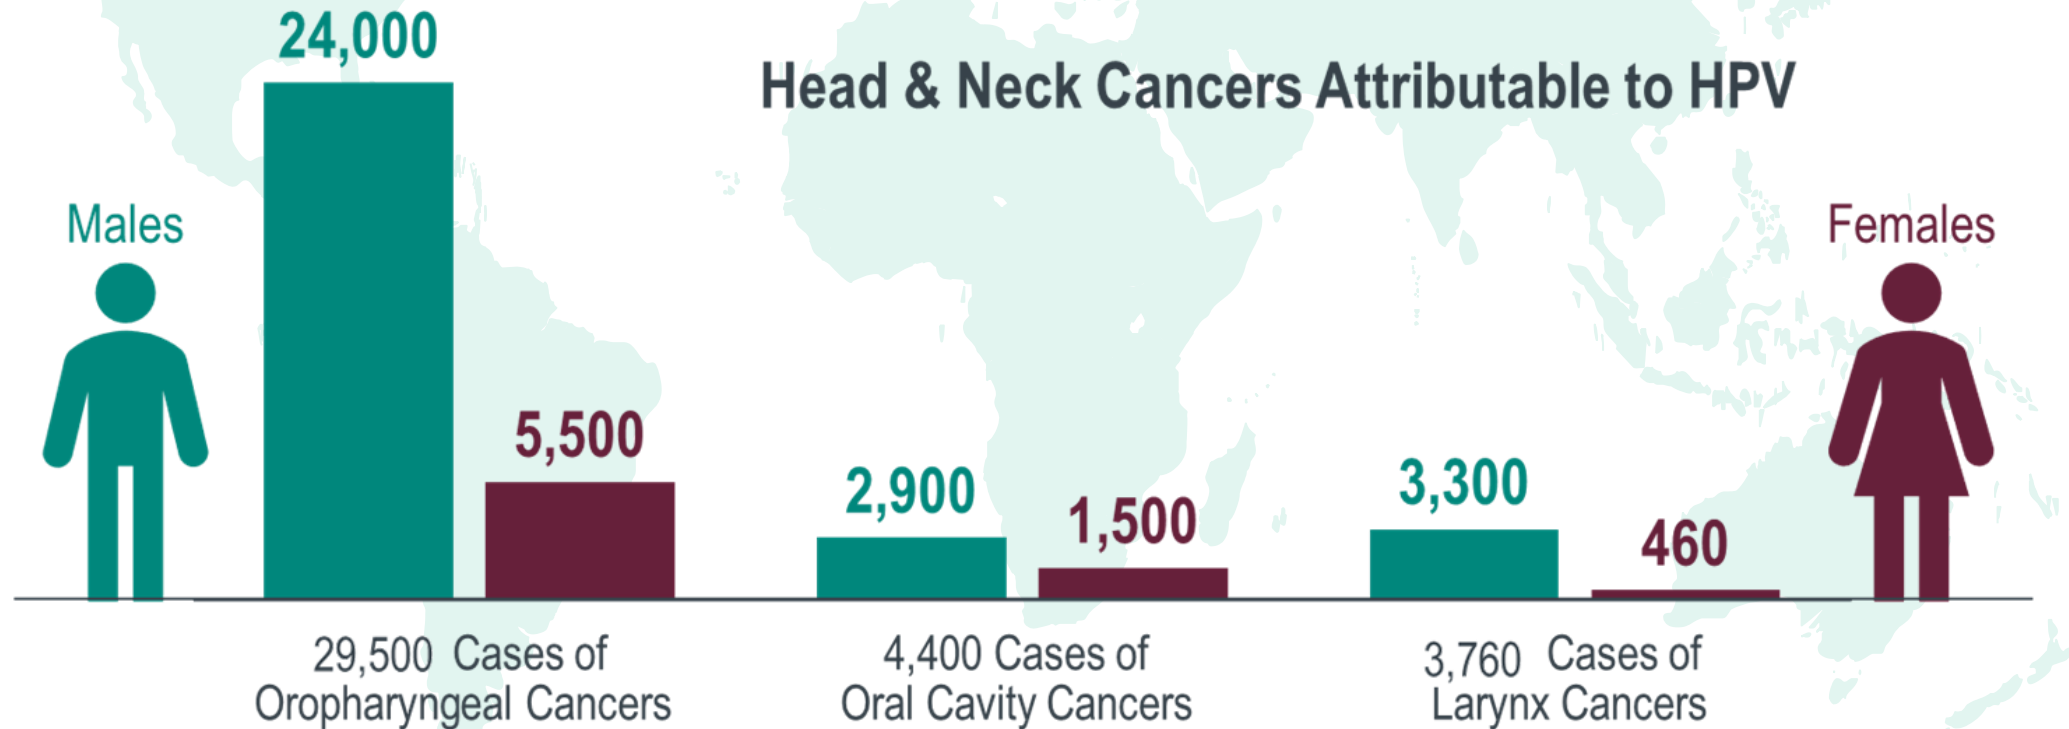 Head & Neck Cancers Attributable to HPV
Males
Females
24,000
5,500
2,900
1,500
3,300
460
29,500 Cases of
Oropharyngeal Cancers
4,400 Cases of
Oral Cavity Cancers
3,760 Cases of
Larynx Cancers